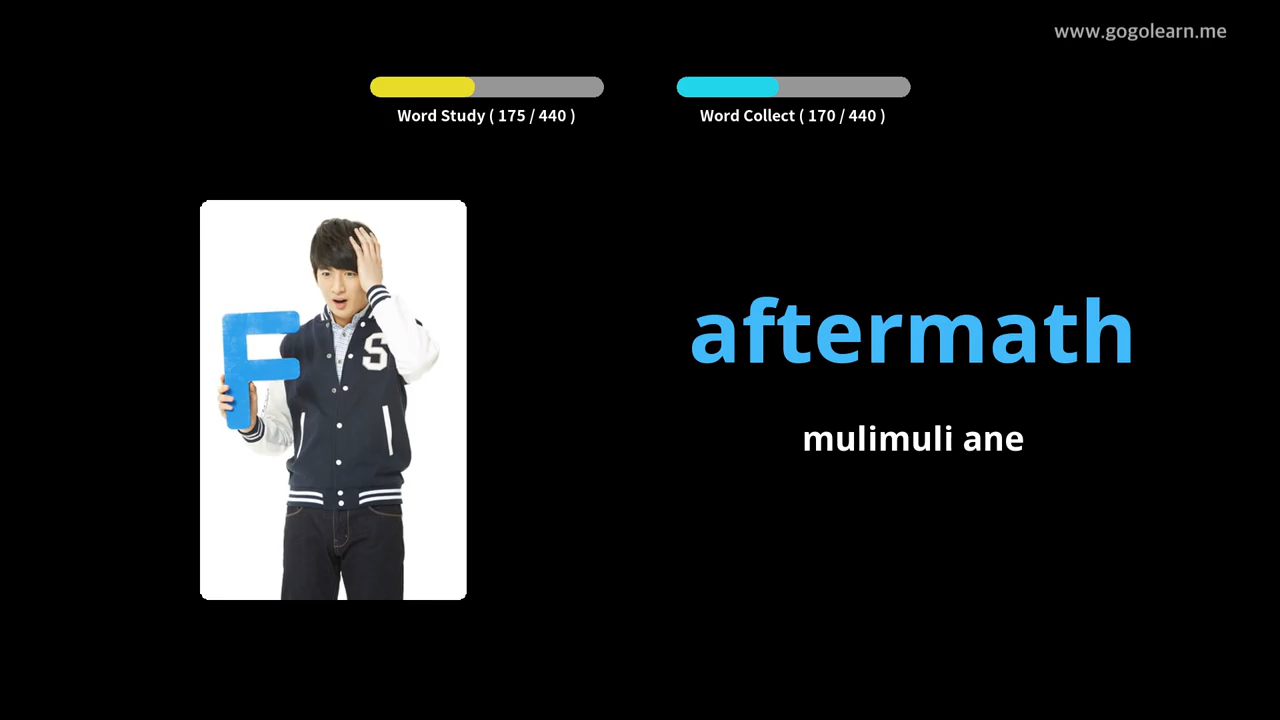 www.gogolearn.me
Word Study ( 175 / 440 )
Word Collect ( 170 / 440 )
F
S
aftermath
mulimuli ane